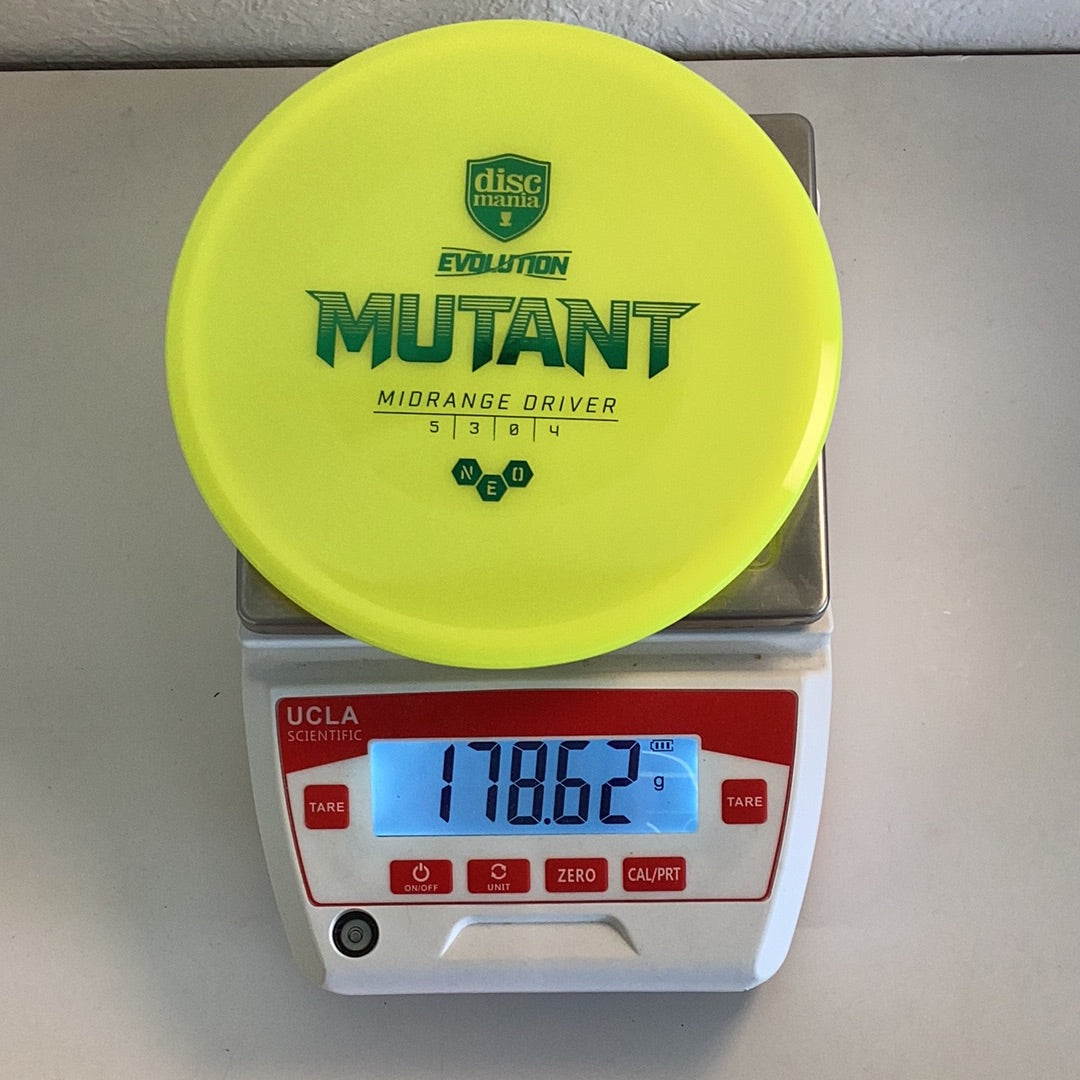 disc
mania
EVOLUTION
MUTANT
MIDRANGE DRIVER
5 3 0 4
N E O
UCLA
SCIENTIFIC
178.62 g
TARE
TARE
ON/OFF
UNIT
ZERO
CAL/PRT